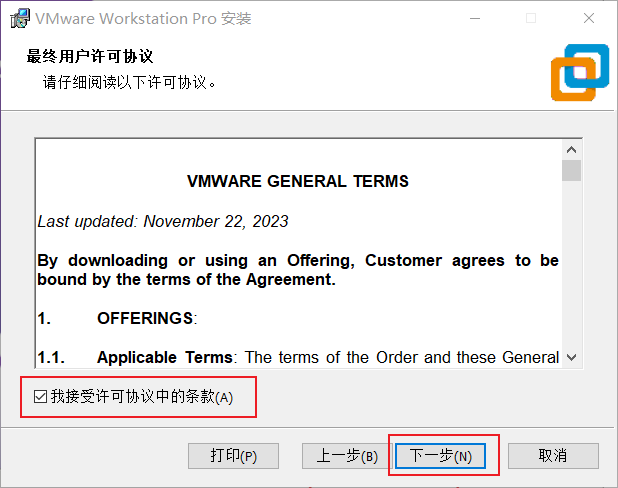 VMware Workstation Pro 安装
最终用户许可协议
请仔细阅读以下许可协议。
VMWARE GENERAL TERMS
Last updated: November 22, 2023
By downloading or using an Offering, Customer agrees to be
bound by the terms of the Agreement.
1. OFFERINGS:
1.1. Applicable Terms: The terms of the Order and these General
我接受许可协议中的条款(A)
打印(P) 上一步(B) 下一步(N) 取消